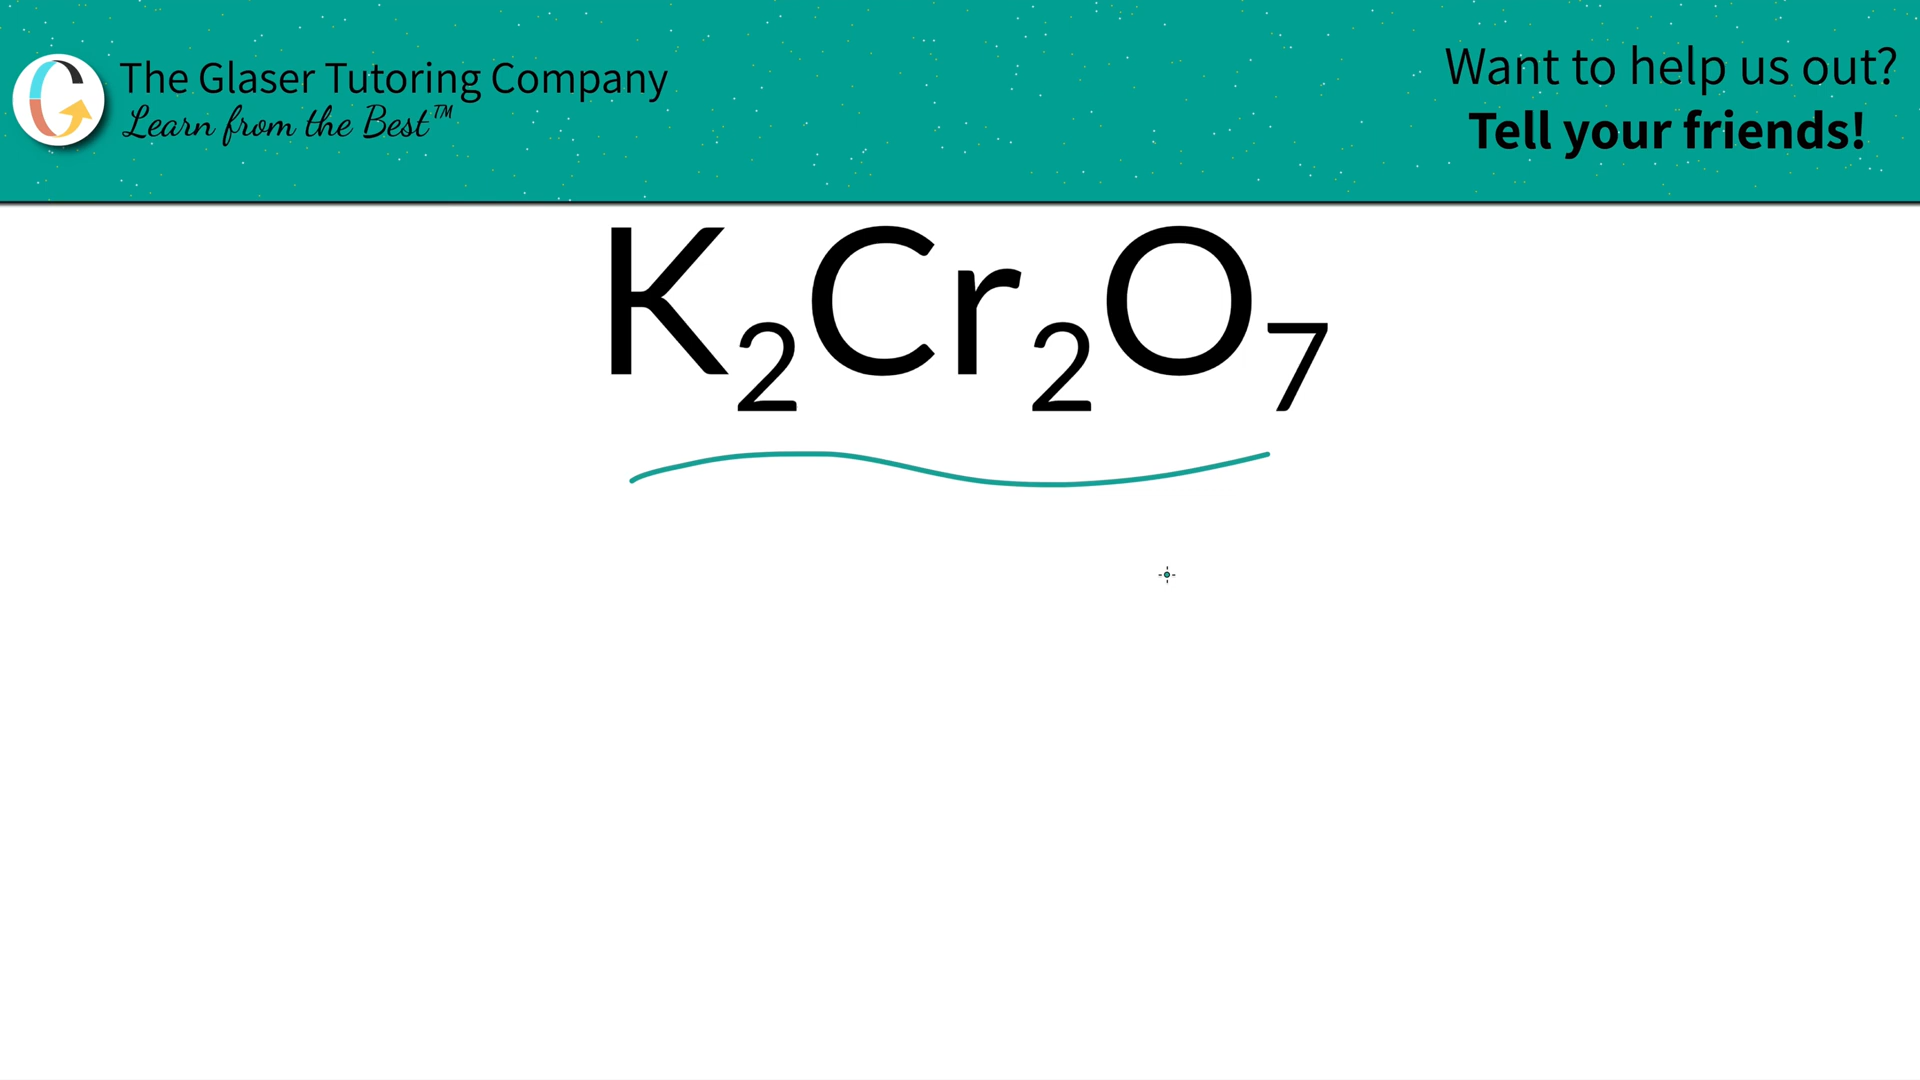 The Glaser Tutoring Company
Learn from the Best™
Want to help us out?
Tell your friends!
K₂Cr₂O₇